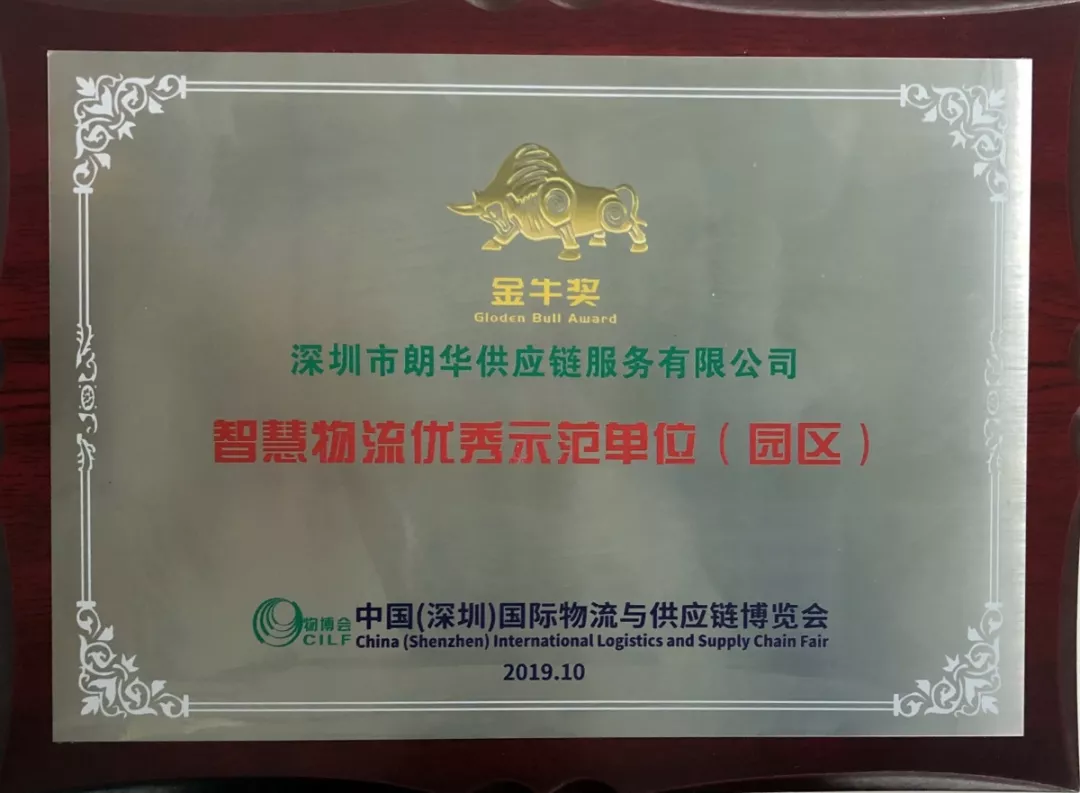 金牛奖
Gloden Bull Award
深圳市朗华供应链服务有限公司
智慧物流优秀示范单位（园区）
物博会
CILF
中国(深圳)国际物流与供应链博览会
China (Shenzhen) International Logistics and Supply Chain Fair
2019.10